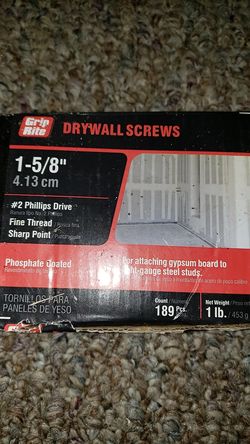 Grip Rite
DRYWALL SCREWS
1-5/8"
4.13 cm
#2 Phillips Drive
Fine Thread
Sharp Point
Phosphate Coated
For attaching gypsum board to
light-gauge steel studs.
TORNILLOS PARA
PANELES DE YESO
Count
189 Pcs.
Net Weight
1 lb. / 453 g